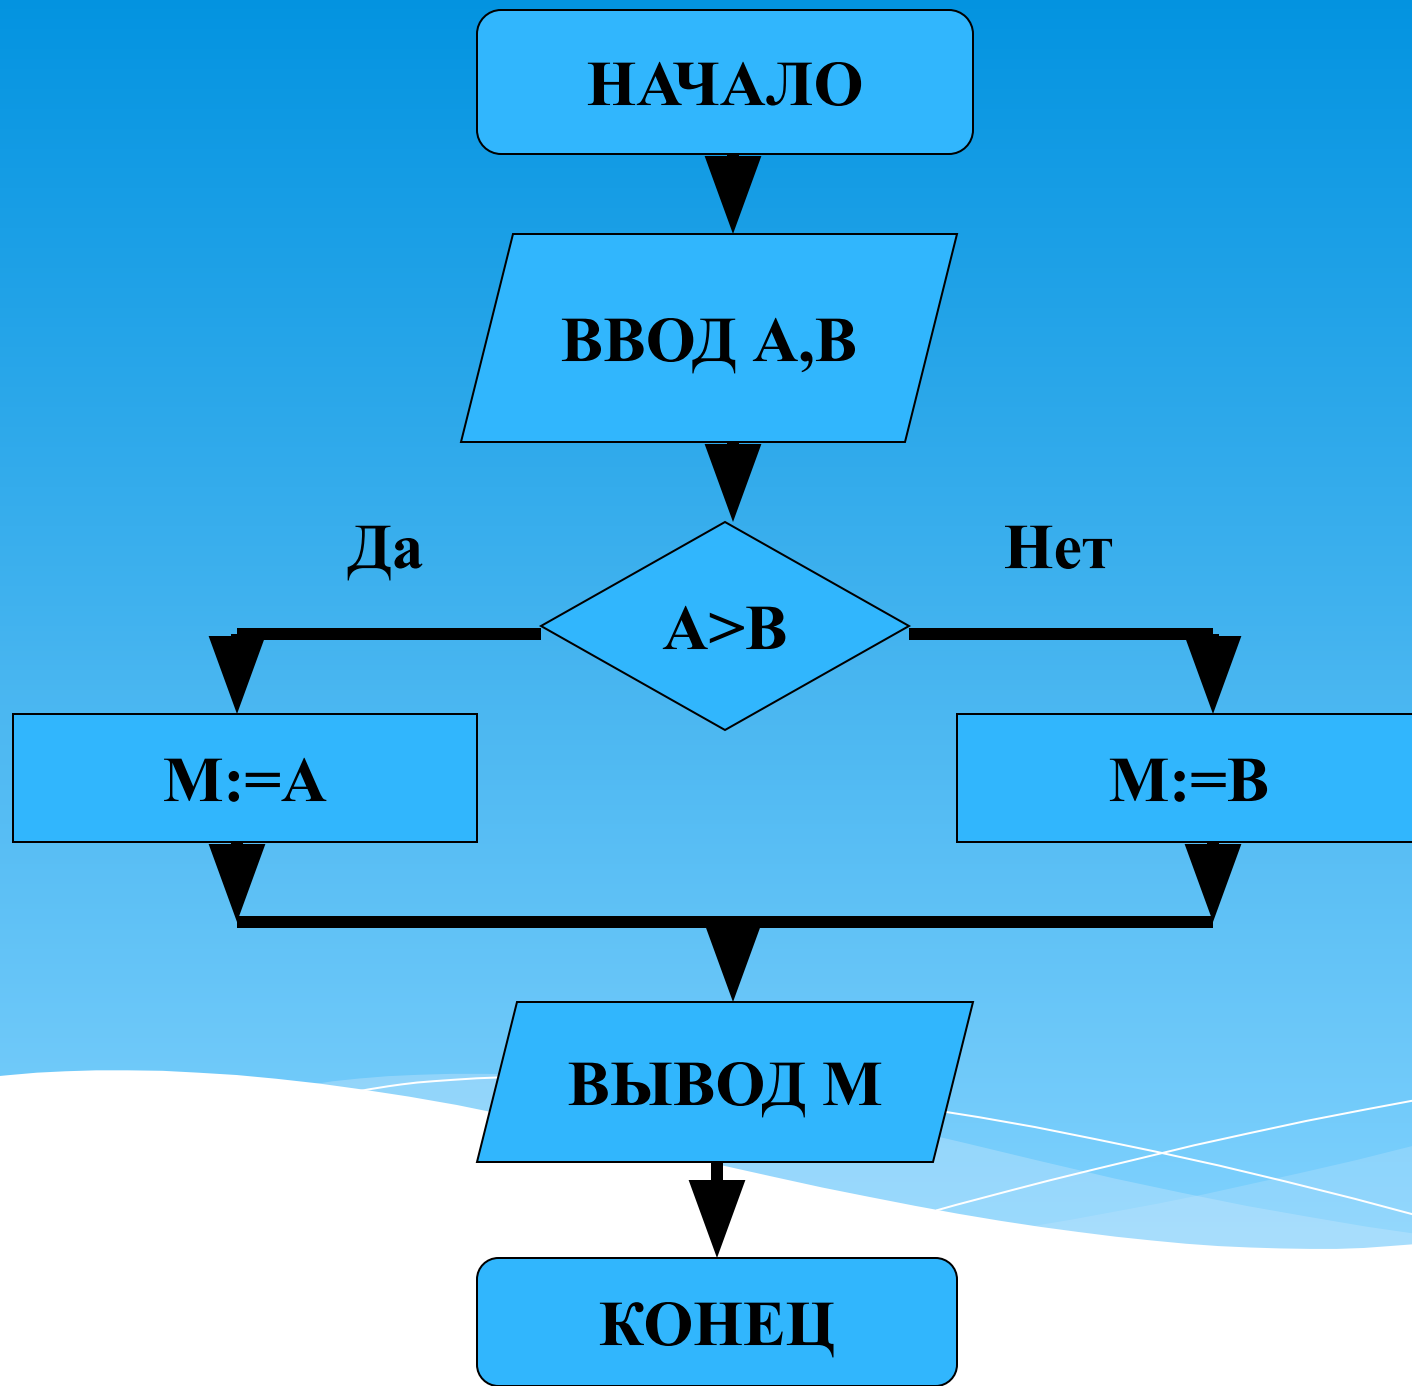 НАЧАЛО
ВВОД А,В
Да
Нет
А>В
М:=А
М:=В
ВЫВОД М
КОНЕЦ